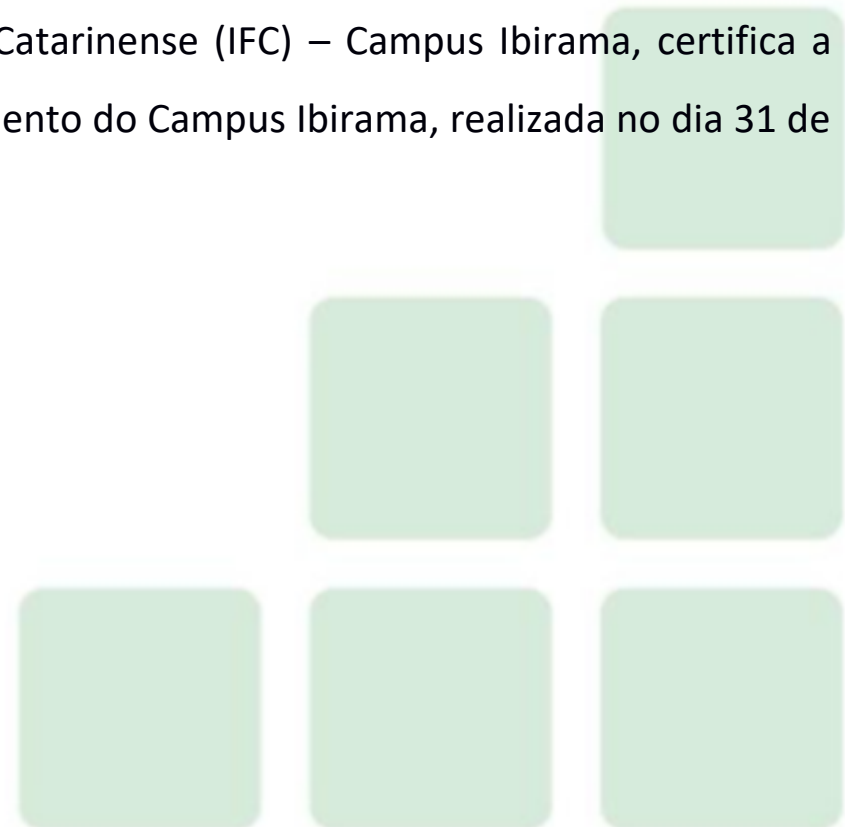 Catarinense (IFC) – Campus Ibirama, certifica a
ento do Campus Ibirama, realizada no dia 31 de